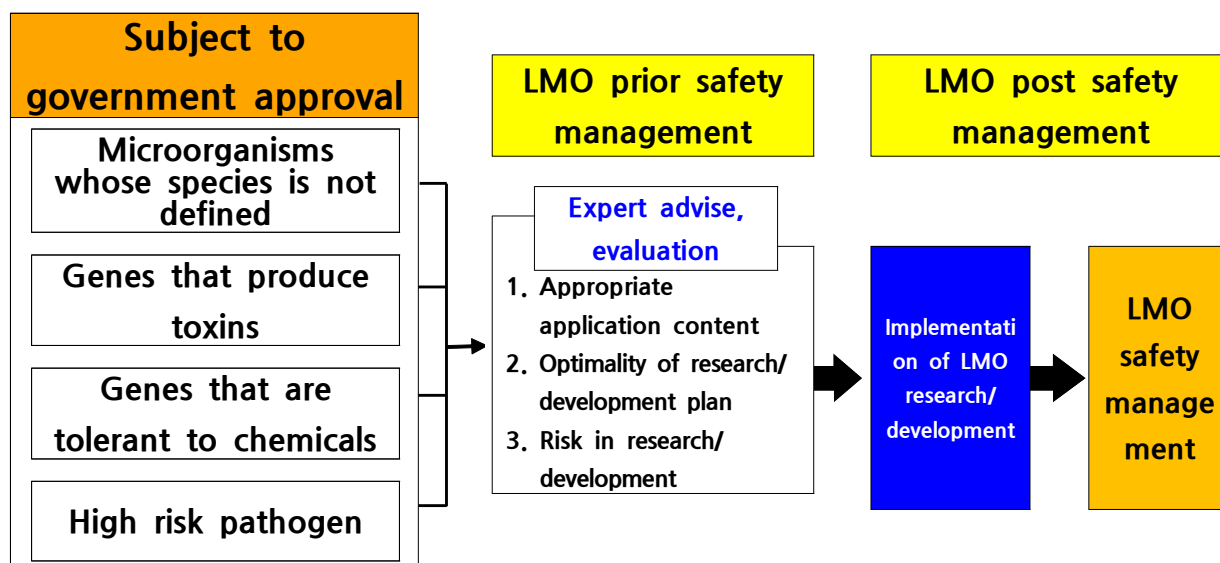 Subject to
government approval
Microorganisms
whose species is not
defined
Genes that produce
toxins
Genes that are
tolerant to chemicals
High risk pathogen
LMO prior safety
management
Expert advise,
evaluation
1. Appropriate
application content
2. Optimality of research/
development plan
3. Risk in research/
development
LMO post safety
management
Implementati
on of LMO
research/
development
LMO
safety
manage
ment